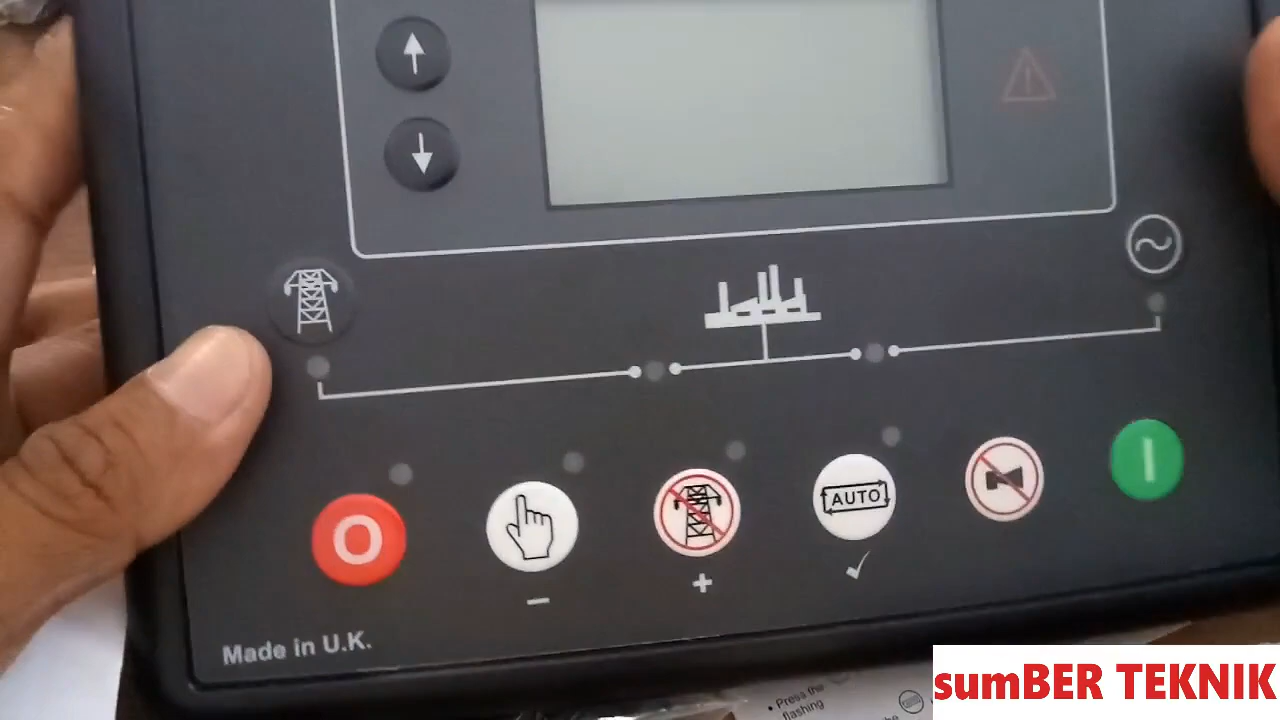 O
AUTO
I
−
+
Made in U.K.
• Press the
flashing
sumBER TEKNIK